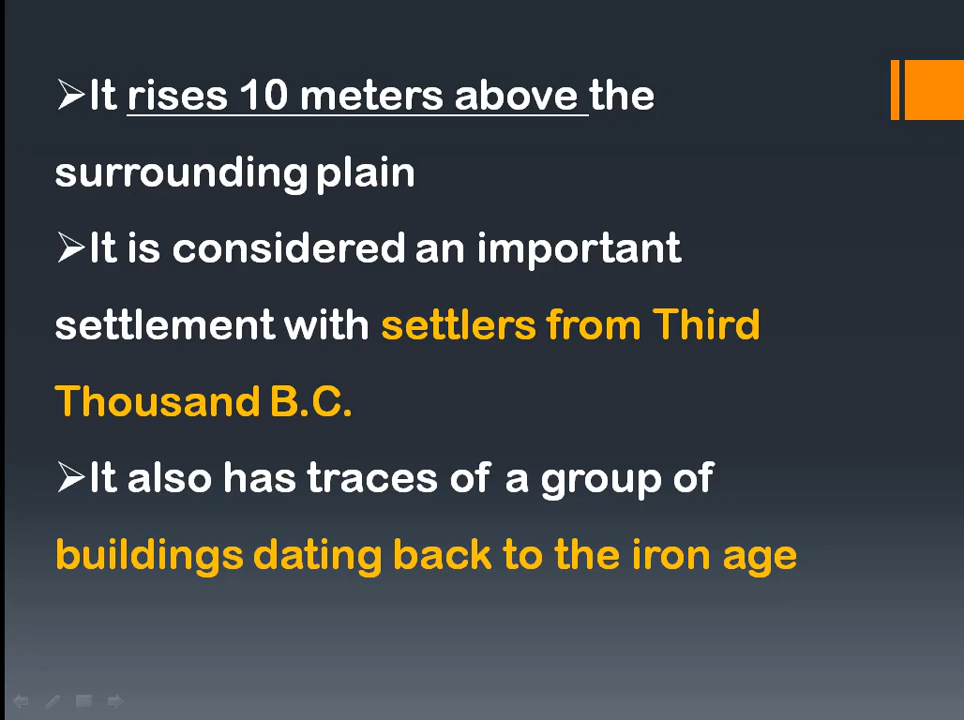 ➢It rises 10 meters above the
surrounding plain
➢It is considered an important
settlement with settlers from Third
Thousand B.C.
➢It also has traces of a group of
buildings dating back to the iron age